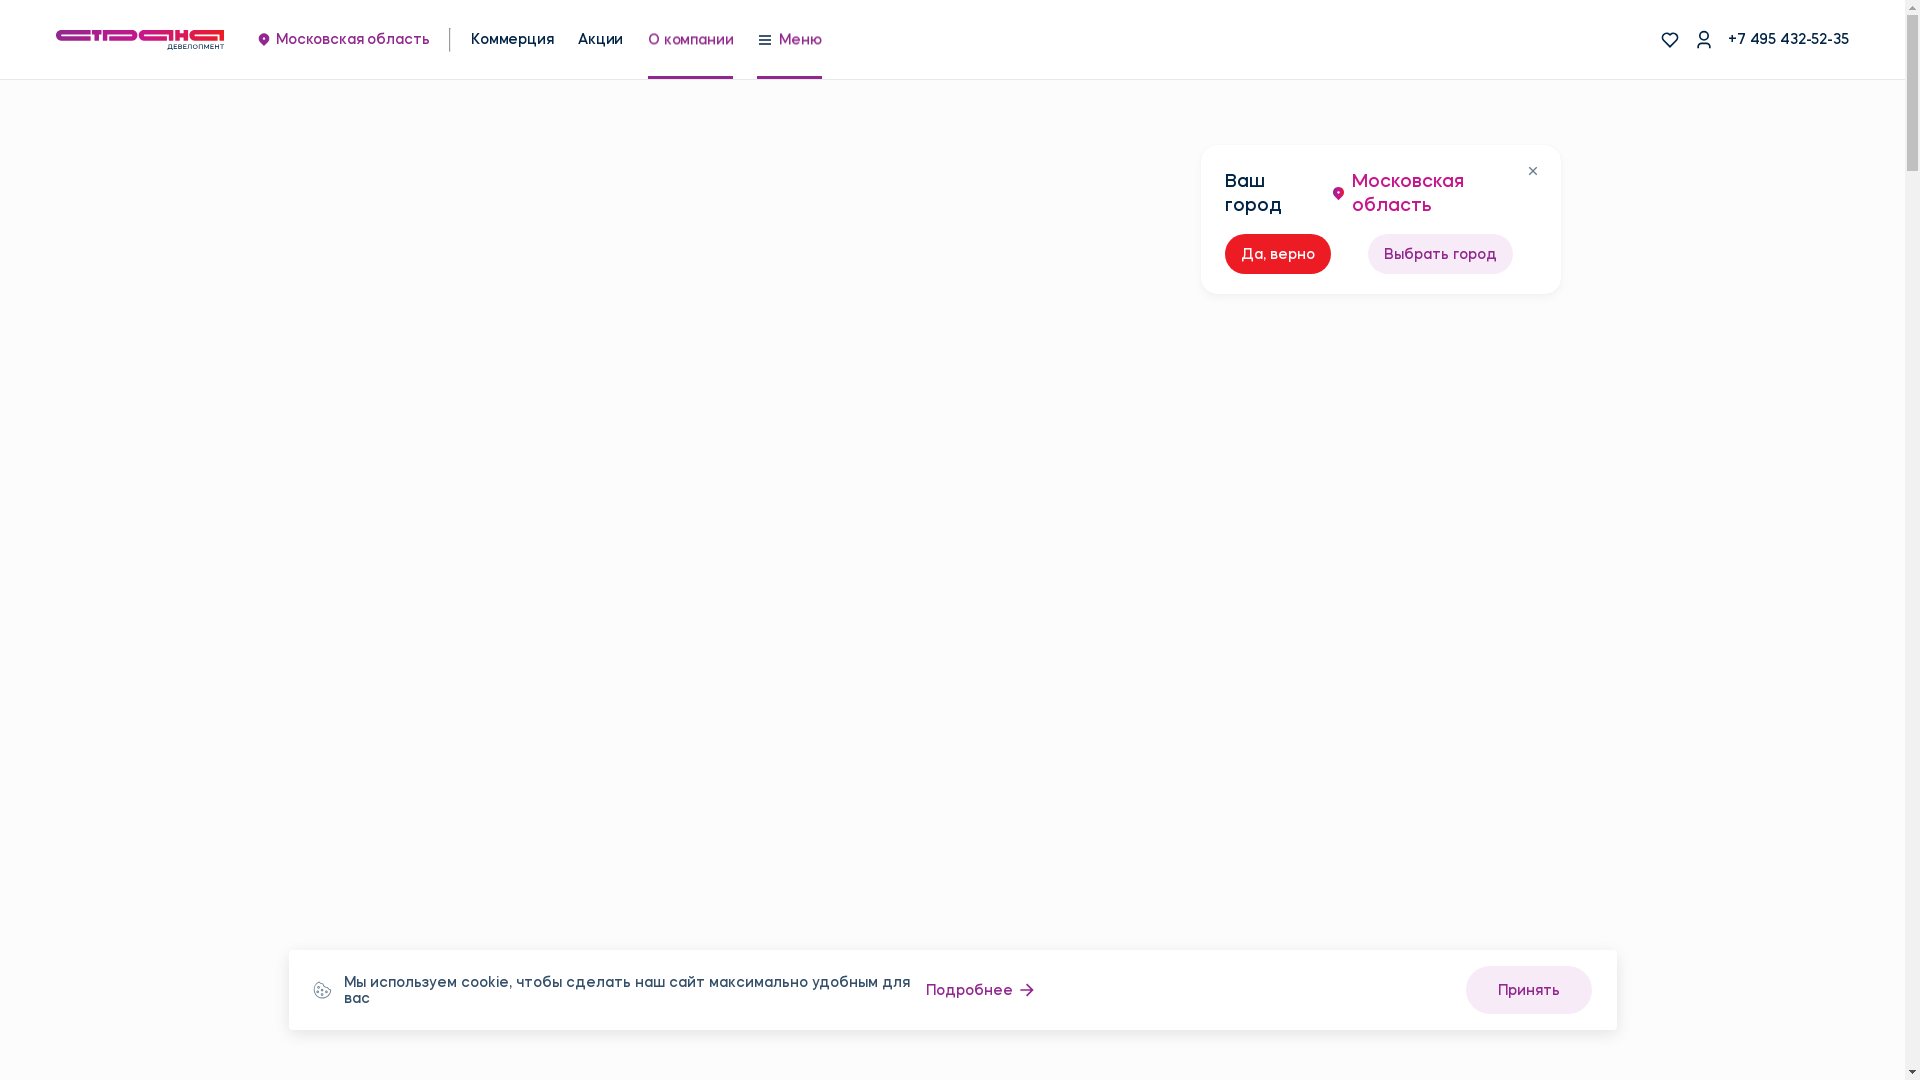 СТРАНА
ДЕВЕЛОПМЕНТ
Московская область
Коммерция
Акции
О компании
Меню
+7 495 432-52-35
Ваш город
Московская область
Да, верно
Выбрать город
Мы используем cookie, чтобы сделать наш сайт максимально удобным для
вас
Подробнее
Принять